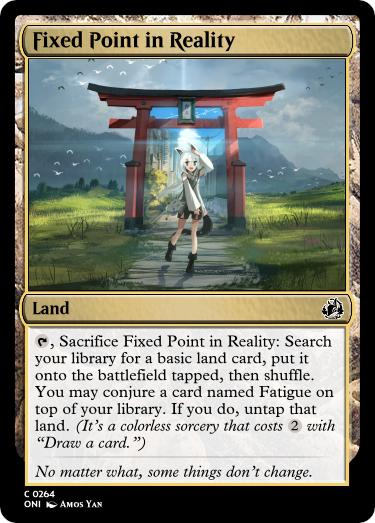 Fixed Point in Reality
Land
, Sacrifice Fixed Point in Reality: Search
your library for a basic land card, put it
onto the battlefield tapped, then shuffle.
You may conjure a card named Fatigue on
top of your library. If you do, untap that
land. (It's a colorless sorcery that costs 2 with
“Draw a card.”)
No matter what, some things don't change.
C 0264
ONI Amos Yan